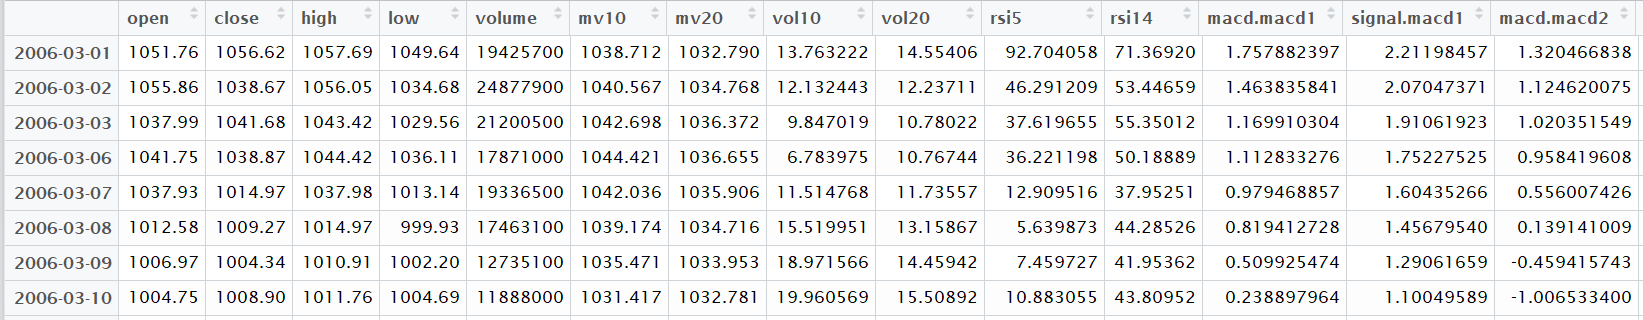 open close high low volume mv10 mv20 vol10 vol20 rsi5 rsi14 macd.macd1 signal.macd1 macd.macd2
2006-03-01 1051.76 1056.62 1057.69 1049.64 19425700 1038.712 1032.790 13.763222 14.55406 92.704058 71.36920 1.757882397 2.21198457 1.320466838
2006-03-02 1055.86 1038.67 1056.05 1034.68 24877900 1040.567 1034.768 12.132443 12.23711 46.291209 53.44659 1.463835841 2.07047371 1.124620075
2006-03-03 1037.99 1041.68 1043.42 1029.56 21200500 1042.698 1036.372 9.847019 10.78022 37.619655 55.35012 1.169910304 1.91061923 1.020351549
2006-03-06 1041.75 1038.87 1044.42 1036.11 17871000 1044.421 1036.655 6.783975 10.76744 36.221198 50.18889 1.112833276 1.75227525 0.958419608
2006-03-07 1037.93 1014.97 1037.98 1013.14 19336500 1042.036 1035.906 11.514768 11.73557 12.909516 37.95251 0.979468857 1.60435266 0.556007426
2006-03-08 1012.58 1009.27 1014.97 999.93 17463100 1039.174 1034.716 15.519951 13.15867 5.639873 44.28526 0.819412728 1.45679540 0.139141009
2006-03-09 1006.97 1004.34 1010.91 1002.20 12735100 1035.471 1033.953 18.971566 14.45942 7.459727 41.95362 0.509925474 1.29061659 -0.459415743
2006-03-10 1004.75 1008.90 1011.76 1004.69 11888000 1031.417 1032.781 19.960569 15.50892 10.883055 43.80952 0.238897964 1.10049589 -1.006533400